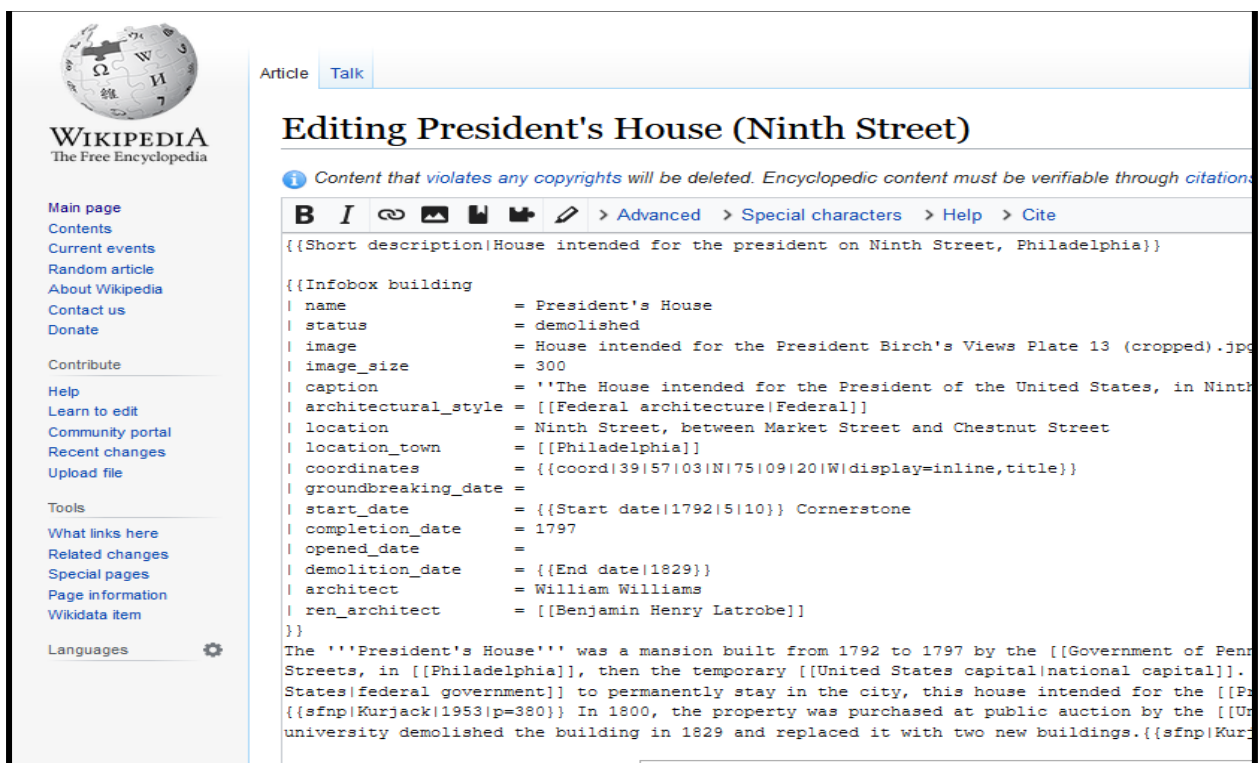 WIKIPEDIA
The Free Encyclopedia
Main page
Contents
Current events
Random article
About Wikipedia
Contact us
Donate
Contribute
Help
Learn to edit
Community portal
Recent changes
Upload file
Tools
What links here
Related changes
Special pages
Page information
Wikidata item
Languages
Article Talk
Editing President's House (Ninth Street)
Content that violates any copyrights will be deleted. Encyclopedic content must be verifiable through citations
B I > Advanced > Special characters > Help > Cite
{{Short description|House intended for the president on Ninth Street, Philadelphia}}
{{Infobox building
| name = President's House
| status = demolished
| image = House intended for the President Birch's Views Plate 13 (cropped).jpg
| image_size = 300
| caption = ''The House intended for the President of the United States, in Ninth
| architectural_style = [[Federal architecture|Federal]]
| location = Ninth Street, between Market Street and Chestnut Street
| location_town = [[Philadelphia]]
| coordinates = {{coord|39|57|03|N|75|09|20|W|display=inline,title}}
| groundbreaking_date =
| start_date = {{Start date|1792|5|10}} Cornerstone
| completion_date = 1797
| opened_date =
| demolition_date = {{End date|1829}}
| architect = William Williams
| ren_architect = [[Benjamin Henry Latrobe]]
}}
The '''President's House''' was a mansion built from 1792 to 1797 by the [[Government of Penn
Streets, in [[Philadelphia]], then the temporary [[United States capital|national capital]].
States|federal government]] to permanently stay in the city, this house intended for the [[Pr
{{sfnp|Kurjack|1953|p=380}} In 1800, the property was purchased at public auction by the [[Un
university demolished the building in 1829 and replaced it with two new buildings.{{sfnp|Kurj